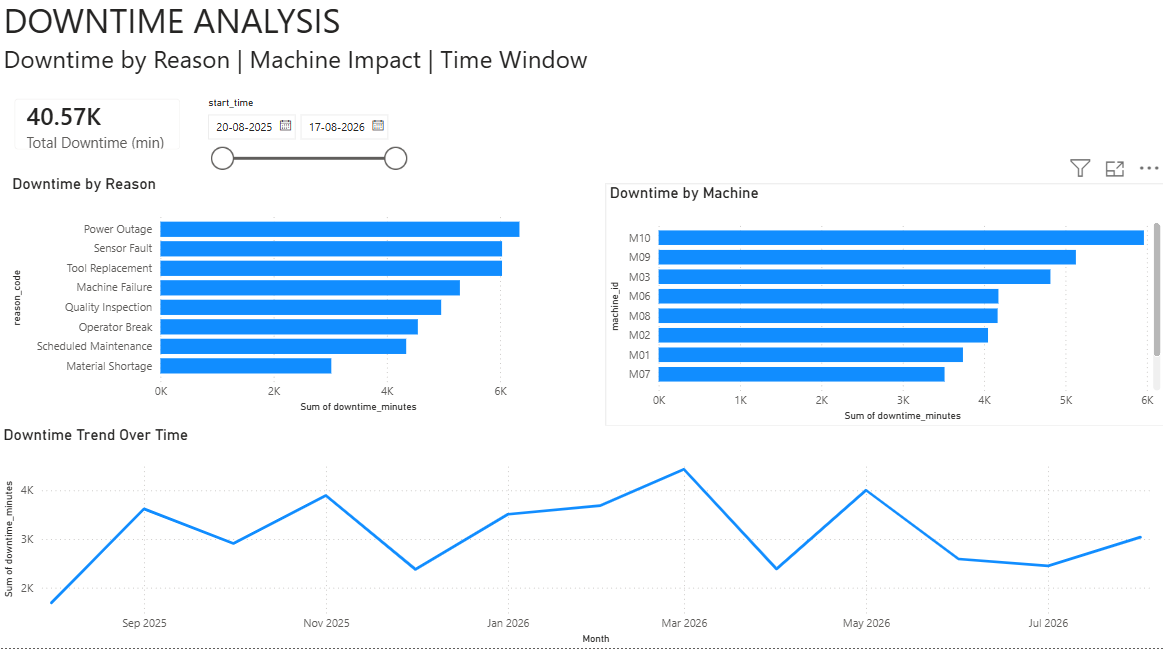 DOWNTIME ANALYSIS
Downtime by Reason | Machine Impact | Time Window
40.57K
Total Downtime (min)
start_time
20-08-2025
17-08-2026
Downtime by Reason
reason_code
Power Outage
Sensor Fault
Tool Replacement
Machine Failure
Quality Inspection
Operator Break
Scheduled Maintenance
Material Shortage
0K 2K 4K 6K
Sum of downtime_minutes
Downtime by Machine
machine_id
M10
M09
M03
M06
M08
M02
M01
M07
0K 1K 2K 3K 4K 5K 6K
Sum of downtime_minutes
Downtime Trend Over Time
Sum of downtime_minutes
4K
3K
2K
Sep 2025 Nov 2025 Jan 2026 Mar 2026 May 2026 Jul 2026
Month